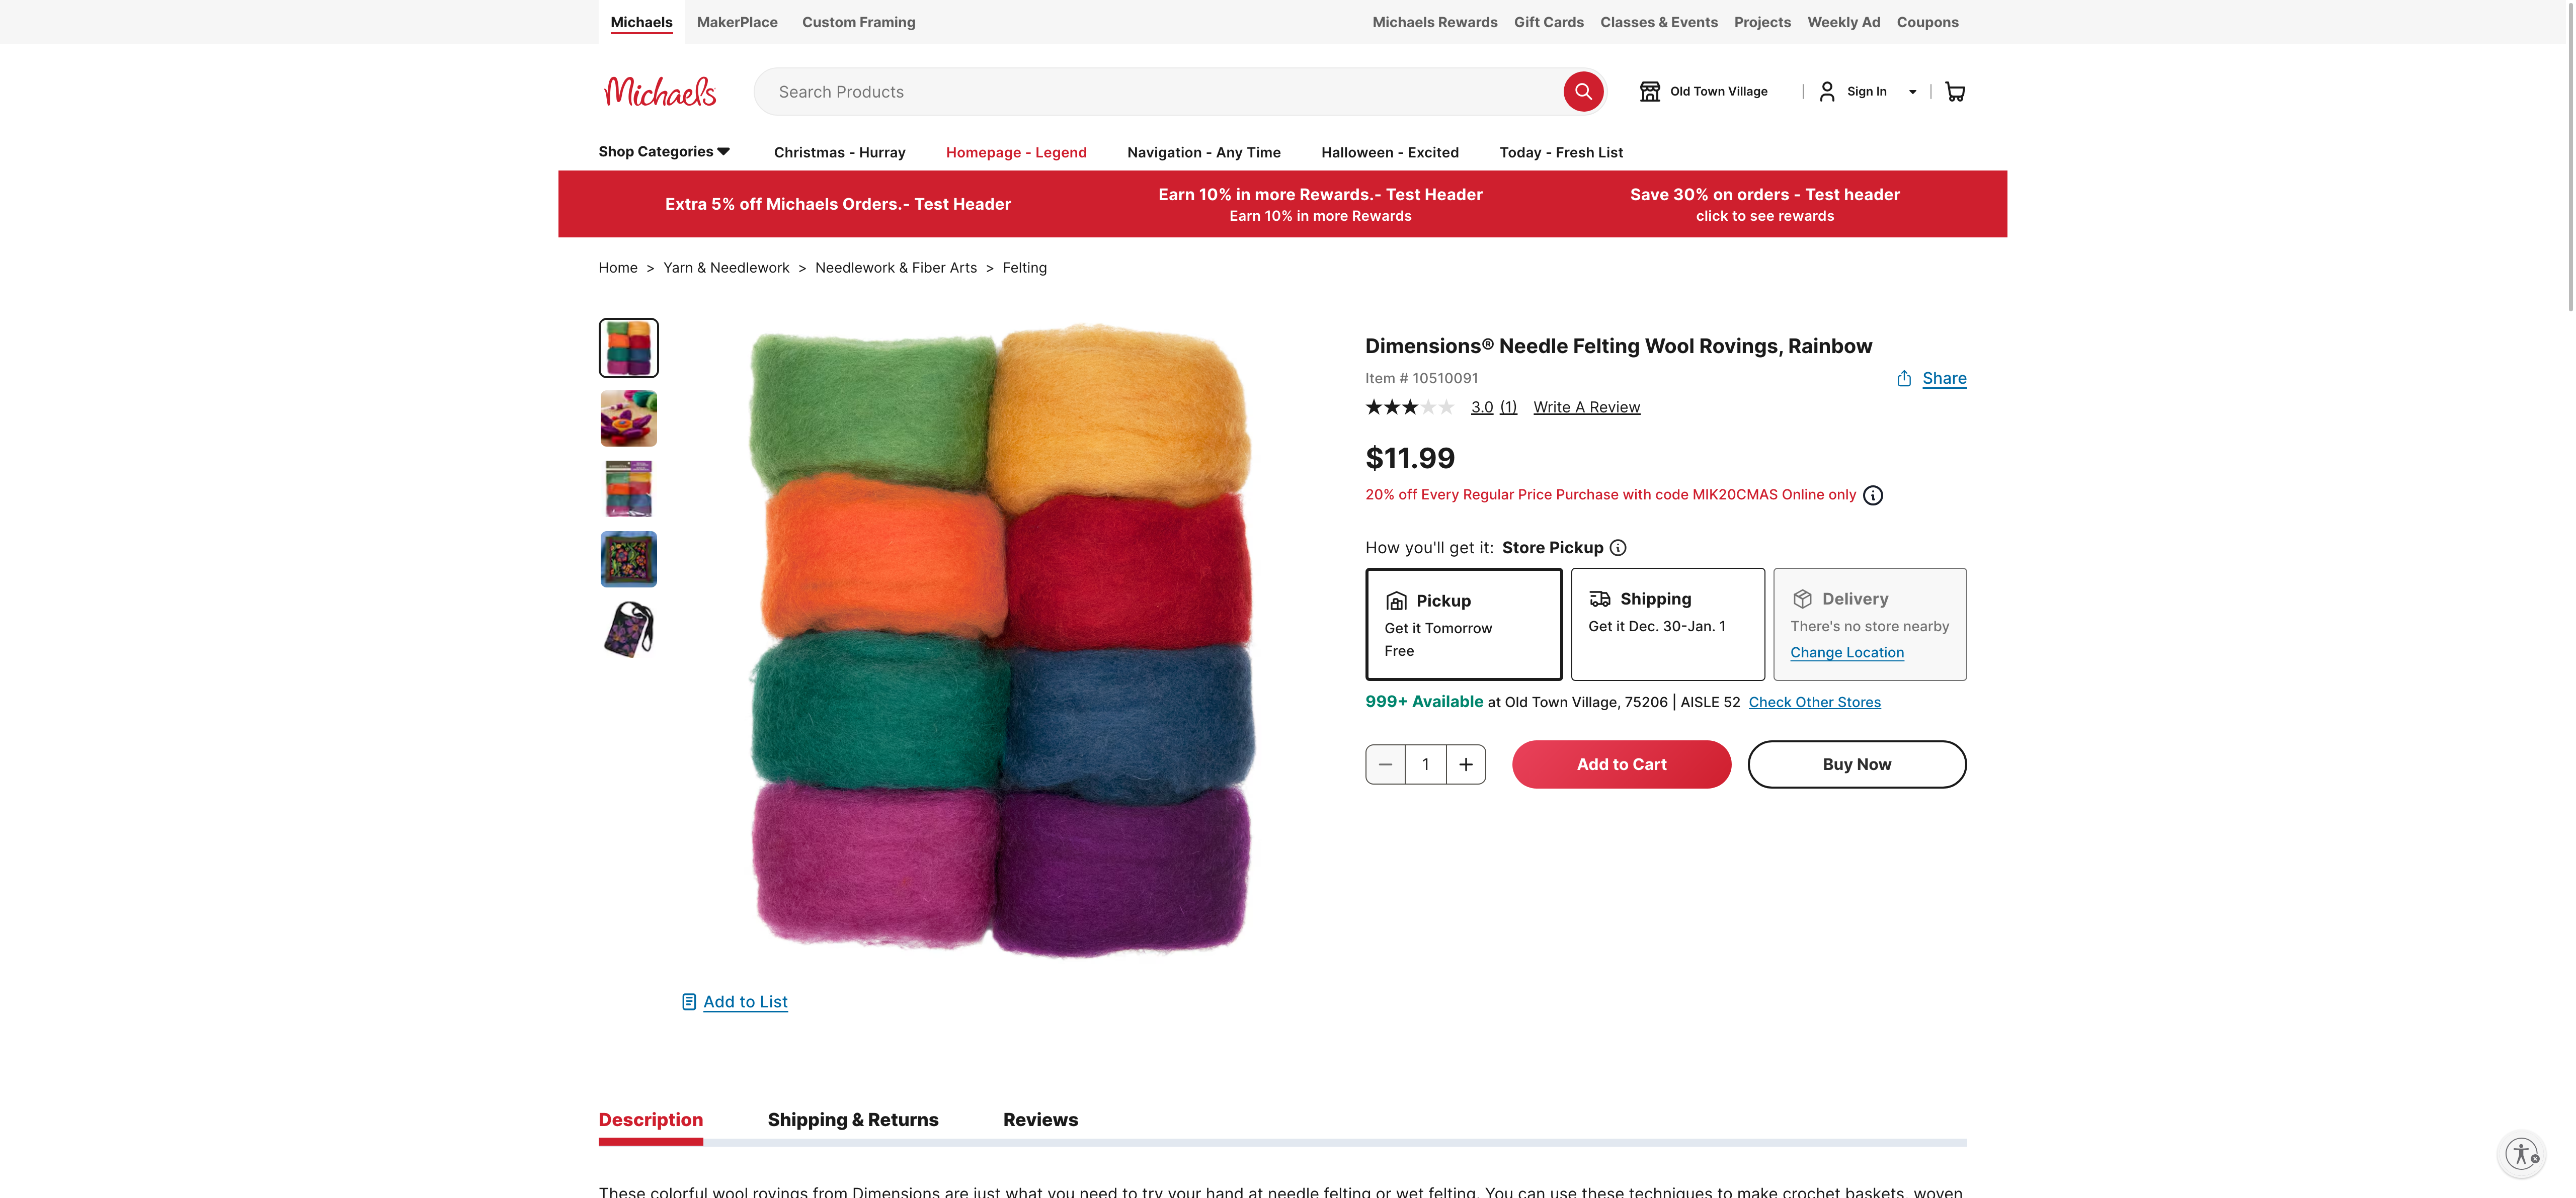 Michaels MakerPlace Custom Framing Michaels Rewards Gift Cards Classes & Events Projects Weekly Ad Coupons
Michaels Search Products Old Town Village | Sign In |
Shop Categories Christmas - Hurray Homepage - Legend Navigation - Any Time Halloween - Excited Today - Fresh List
Extra 5% off Michaels Orders.- Test Header
Earn 10% in more Rewards.- Test Header
Earn 10% in more Rewards
Save 30% on orders - Test header
click to see rewards
Home > Yarn & Needlework > Needlework & Fiber Arts > Felting
Dimensions® Needle Felting Wool Rovings, Rainbow
Item # 10510091
Share
3.0 (1) Write A Review
$11.99
20% off Every Regular Price Purchase with code MIK20CMAS Online only
How you'll get it: Store Pickup
Pickup
Get it Tomorrow
Free
Shipping
Get it Dec. 30-Jan. 1
Delivery
There's no store nearby
Change Location
999+ Available at Old Town Village, 75206 | AISLE 52 Check Other Stores
1
Add to Cart
Buy Now
Add to List
Description Shipping & Returns Reviews
These colorful wool rovings from Dimensions are just what you need to try your hand at needle felting or wet felting. You can use these techniques to make crochet baskets, woven